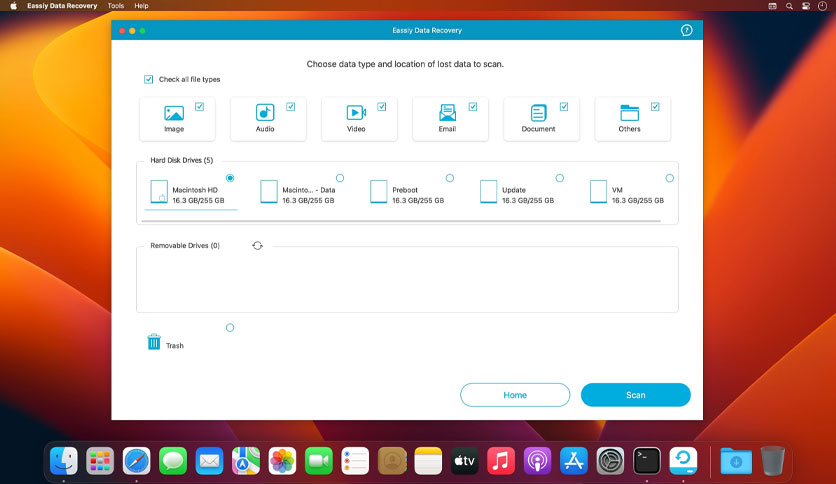 Eassiy Data Recovery Tools Help
Eassiy Data Recovery
Choose data type and location of lost data to scan.
Check all file types
Image Audio Video Email Document Others
Hard Disk Drives (5)
Macintosh HD
16.3 GB/255 GB
Macinto... - Data
16.3 GB/255 GB
Preboot
16.3 GB/255 GB
Update
16.3 GB/255 GB
VM
16.3 GB/255 GB
Removable Drives (0)
Trash
Home Scan
tv